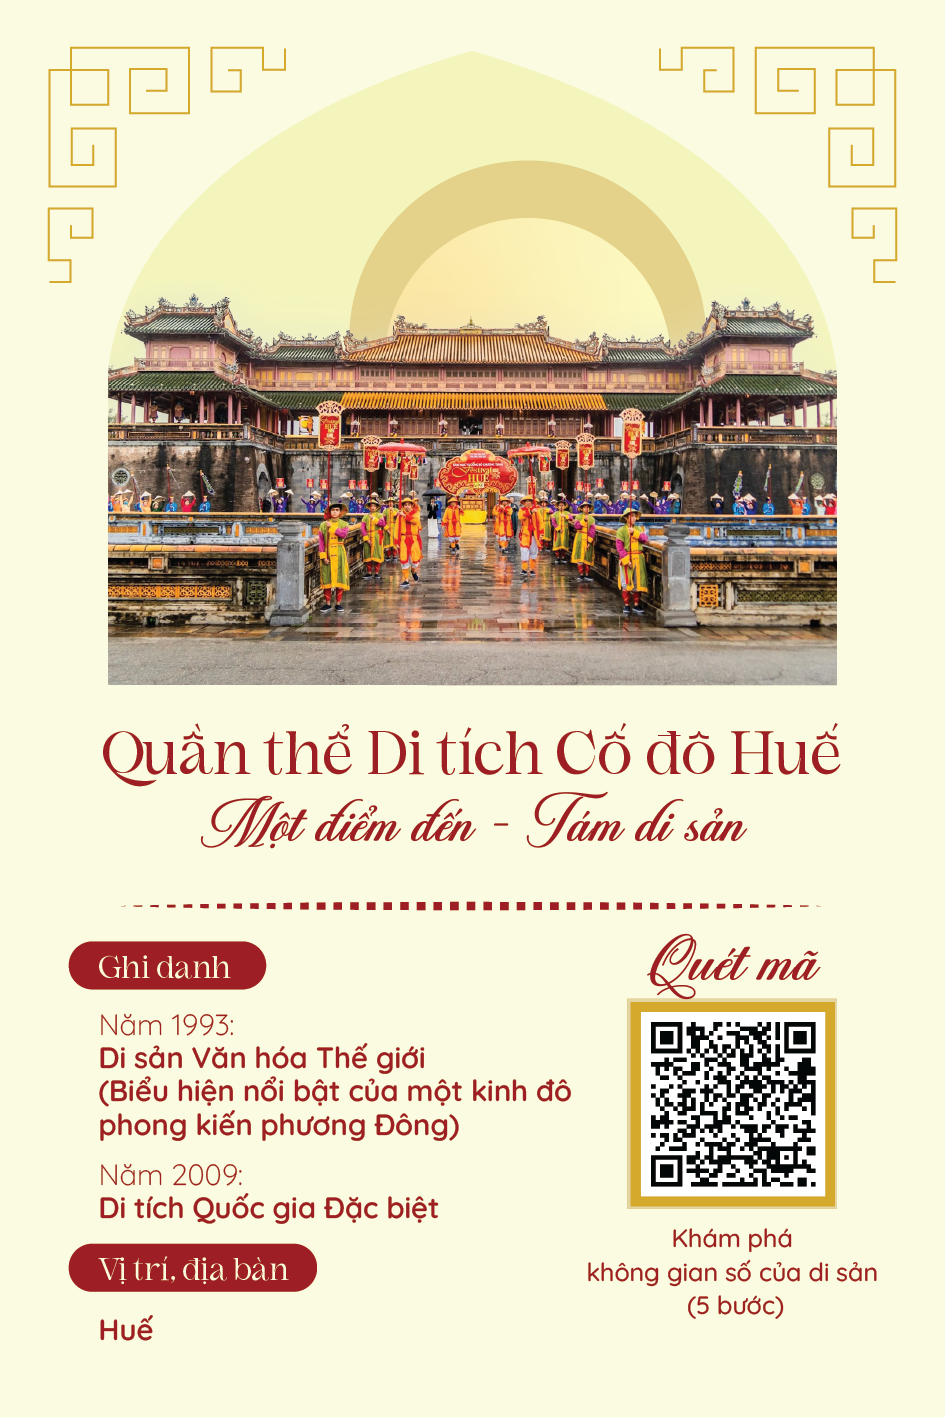 Festival
HUẾ
Quần thể Di tích Cố đô Huế
Một điểm đến - Tám di sản
Ghi danh
Năm 1993:
Di sản Văn hóa Thế giới
(Biểu hiện nổi bật của một kinh đô
phong kiến phương Đông)
Năm 2009:
Di tích Quốc gia Đặc biệt
Vị trí, địa bàn
Huế
Quét mã
Khám phá
không gian số của di sản
(5 bước)